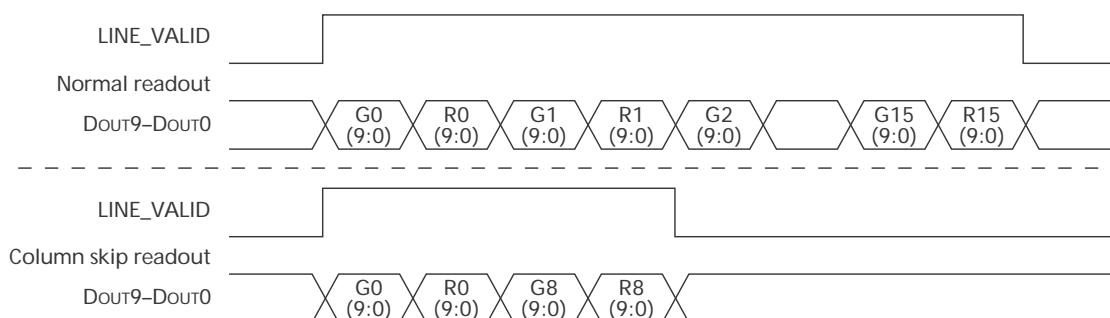 LINE_VALID
Normal readout
DOUT9–DOUT0
G0 (9:0) R0 (9:0) G1 (9:0) R1 (9:0) G2 (9:0) G15 (9:0) R15 (9:0)
LINE_VALID
Column skip readout
DOUT9–DOUT0
G0 (9:0) R0 (9:0) G8 (9:0) R8 (9:0)